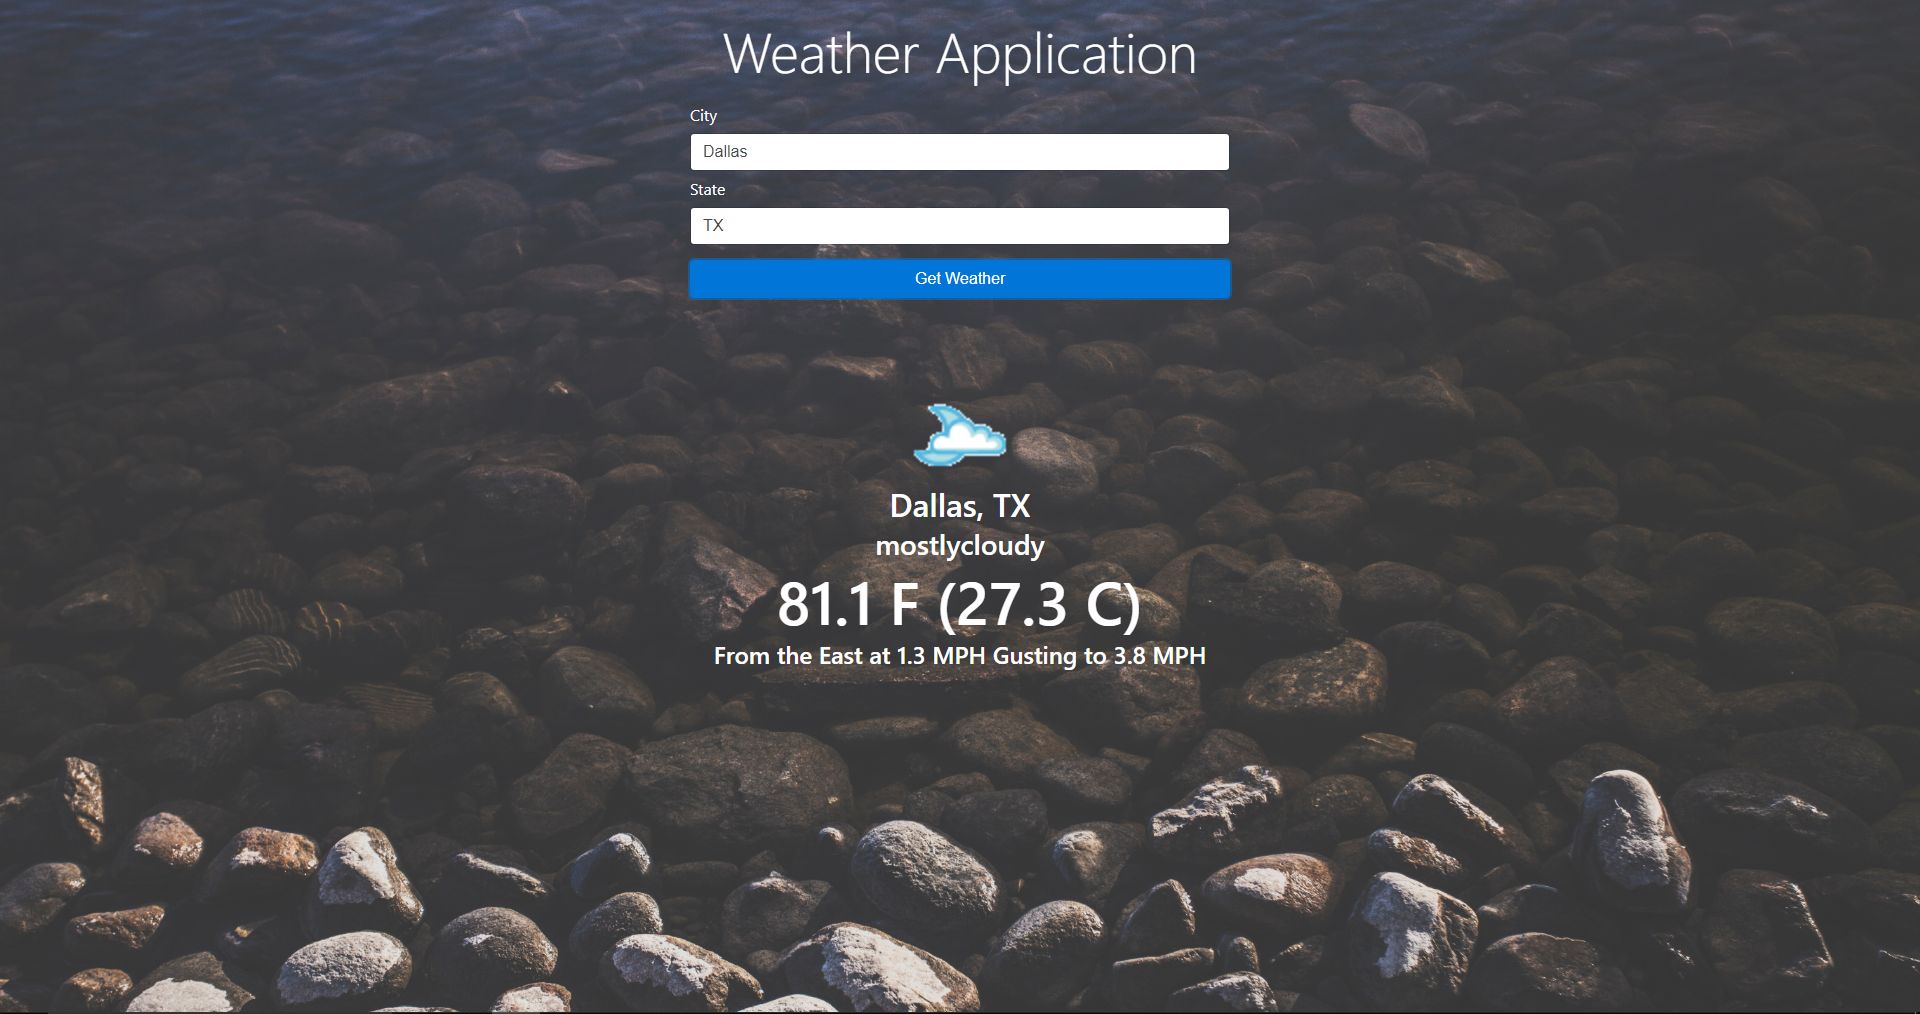 Weather Application
City
Dallas
State
TX
Get Weather
Dallas, TX
mostlycloudy
81.1 F (27.3 C)
From the East at 1.3 MPH Gusting to 3.8 MPH